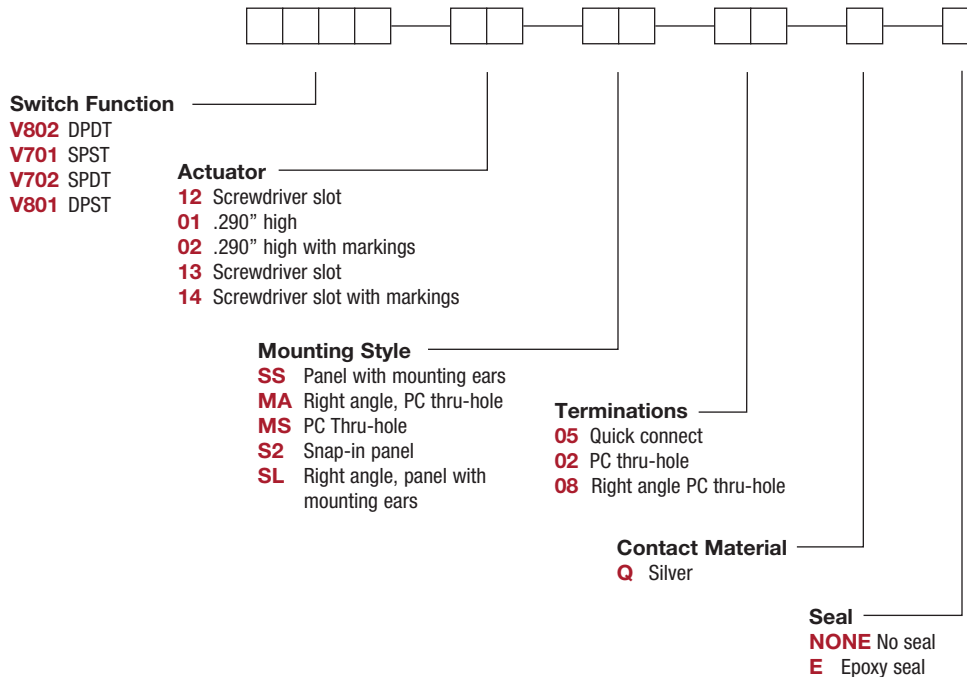 Switch Function
V802 DPDT
V701 SPST
V702 SPDT
V801 DPST
Actuator
12 Screwdriver slot
01 .290” high
02 .290” high with markings
13 Screwdriver slot
14 Screwdriver slot with markings
Mounting Style
SS Panel with mounting ears
MA Right angle, PC thru-hole
MS PC Thru-hole
S2 Snap-in panel
SL Right angle, panel with
mounting ears
Terminations
05 Quick connect
02 PC thru-hole
08 Right angle PC thru-hole
Contact Material
Q Silver
Seal
NONE No seal
E Epoxy seal